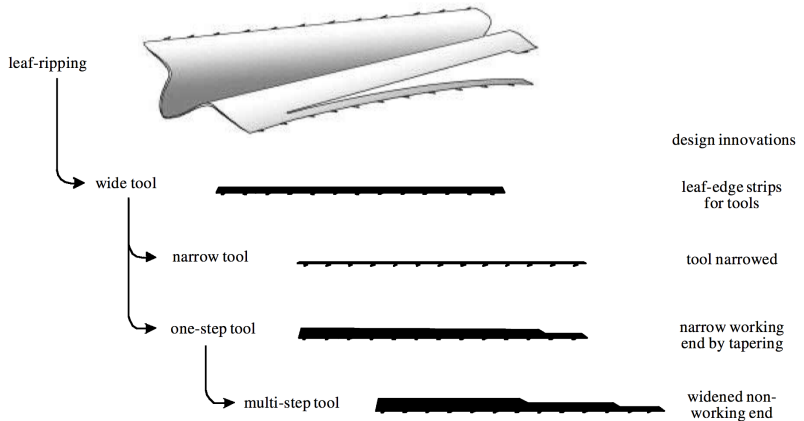 leaf-ripping
design innovations
wide tool
leaf-edge strips
for tools
narrow tool
tool narrowed
one-step tool
narrow working
end by tapering
multi-step tool
widened non-
working end